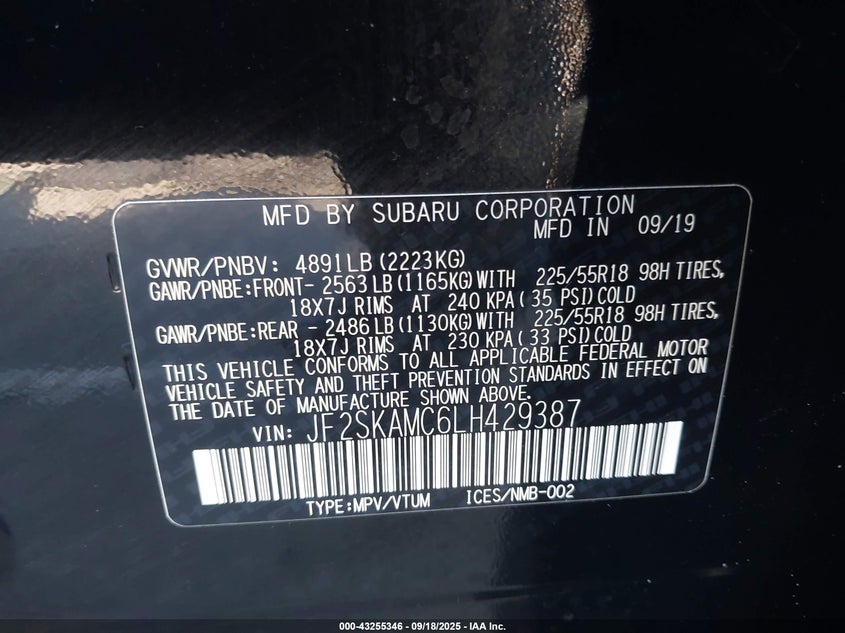 MFD BY SUBARU CORPORATION
MFD IN 09/19
GVWR/PNBV: 4891LB(2223KG)
GAWR/PNBE:FRONT- 2563LB(1165KG)WITH 225/55R18 98H TIRES,
18X7J RIMS AT 240 KPA( 35 PSI)COLD
GAWR/PNBE:REAR - 2486LB(1130KG)WITH 225/55R18 98H TIRES,
18X7J RIMS AT 230 KPA( 33 PSI)COLD
THIS VEHICLE CONFORMS TO ALL APPLICABLE FEDERAL MOTOR
VEHICLE SAFETY AND THEFT PREVENTION STANDARDS IN EFFECT ON
THE DATE OF MANUFACTURE SHOWN ABOVE.
VIN: JF2SKAMC6LH429387
TYPE:MPV/VTUM ICES/NMB-002
000-43255346 - 09/18/2025 - IAA Inc.